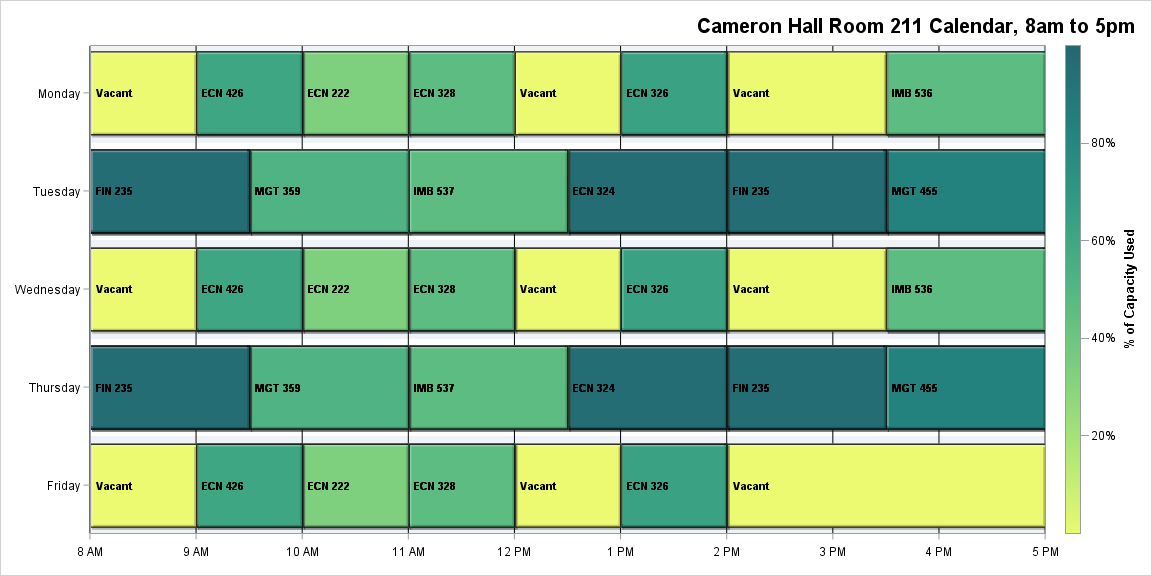 Cameron Hall Room 211 Calendar, 8am to 5pm
Monday Vacant ECN 426 ECN 222 ECN 328 Vacant ECN 326 Vacant IMB 536
80%
Tuesday FIN 235 MGT 359 IMB 537 ECN 324 FIN 235 MGT 455
60%
Wednesday Vacant ECN 426 ECN 222 ECN 328 Vacant ECN 326 Vacant IMB 536
40%
Thursday FIN 235 MGT 359 IMB 537 ECN 324 FIN 235 MGT 455
20%
Friday Vacant ECN 426 ECN 222 ECN 328 Vacant ECN 326 Vacant
8 AM 9 AM 10 AM 11 AM 12 PM 1 PM 2 PM 3 PM 4 PM 5 PM
% of Capacity Used